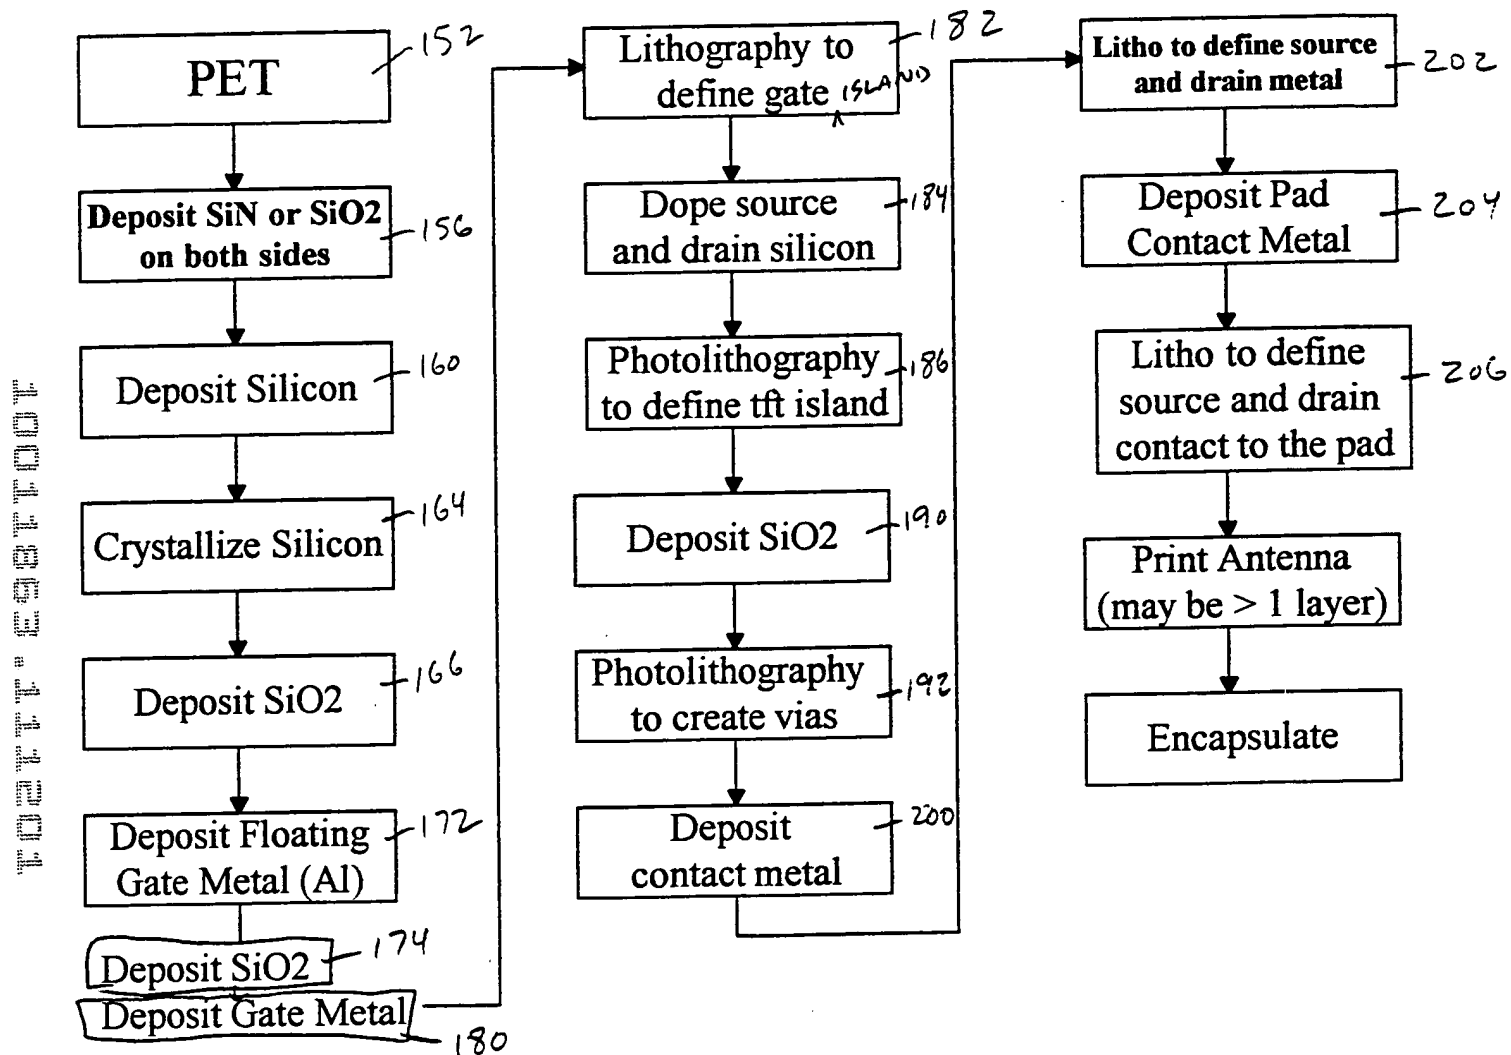 PET
152
Deposit SiN or SiO2
on both sides
156
Deposit Silicon
160
Crystallize Silicon
164
Deposit SiO2
166
Deposit Floating
Gate Metal (Al)
172
Deposit SiO2
174
Deposit Gate Metal
180
Lithography to
define gate ISLAND
182
Dope source
and drain silicon
184
Photolithography
to define tft island
186
Deposit SiO2
190
Photolithography
to create vias
192
Deposit
contact metal
200
Litho to define source
and drain metal
202
Deposit Pad
Contact Metal
204
Litho to define
source and drain
contact to the pad
206
Print Antenna
(may be > 1 layer)
Encapsulate
10011863.111201